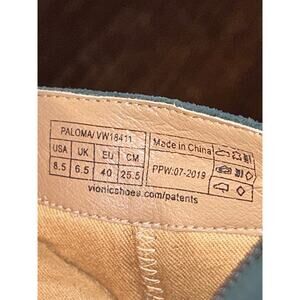 PALOMA/VW18411
USA UK EU CM
8.5 6.5 40 25.5
Made in China
PPW:07-2019
vionicshoes.com/patents